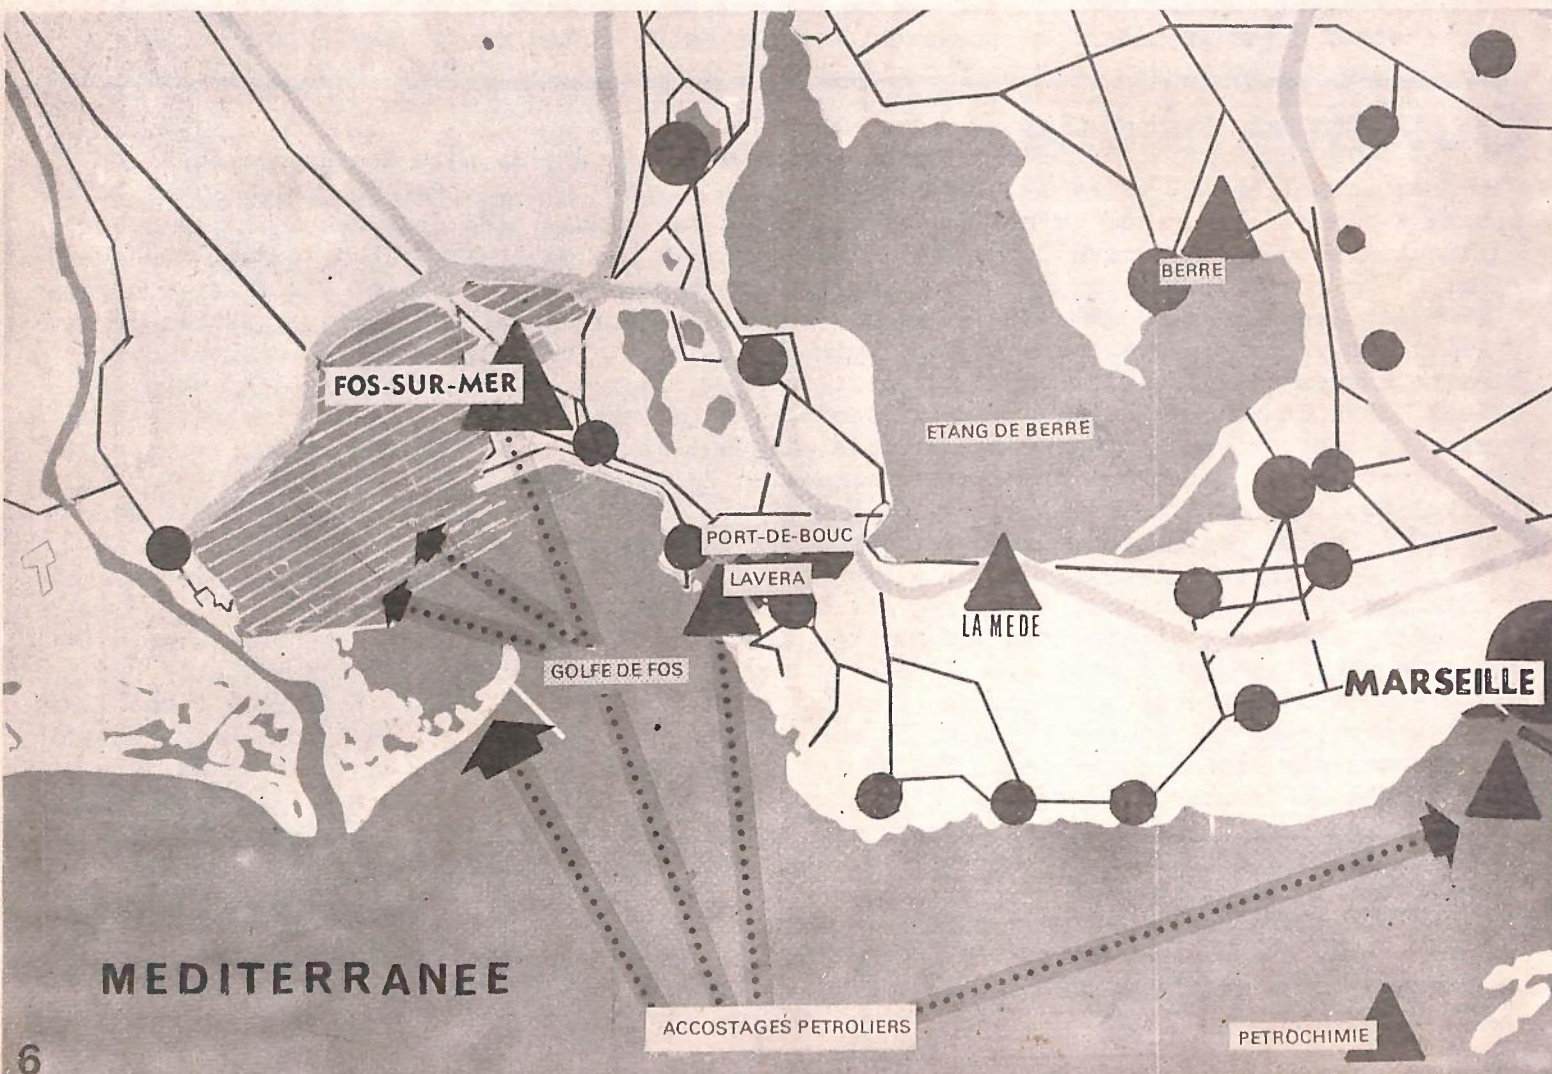 BERRE
FOS-SUR-MER
ETANG DE BERRE
PORT-DE-BOUC
LAVERA
LA MEDE
GOLFE DE FOS
MARSEILLE
MEDITERRANEE
ACCOSTAGES PETROLIERS
PETROCHIMIE
6